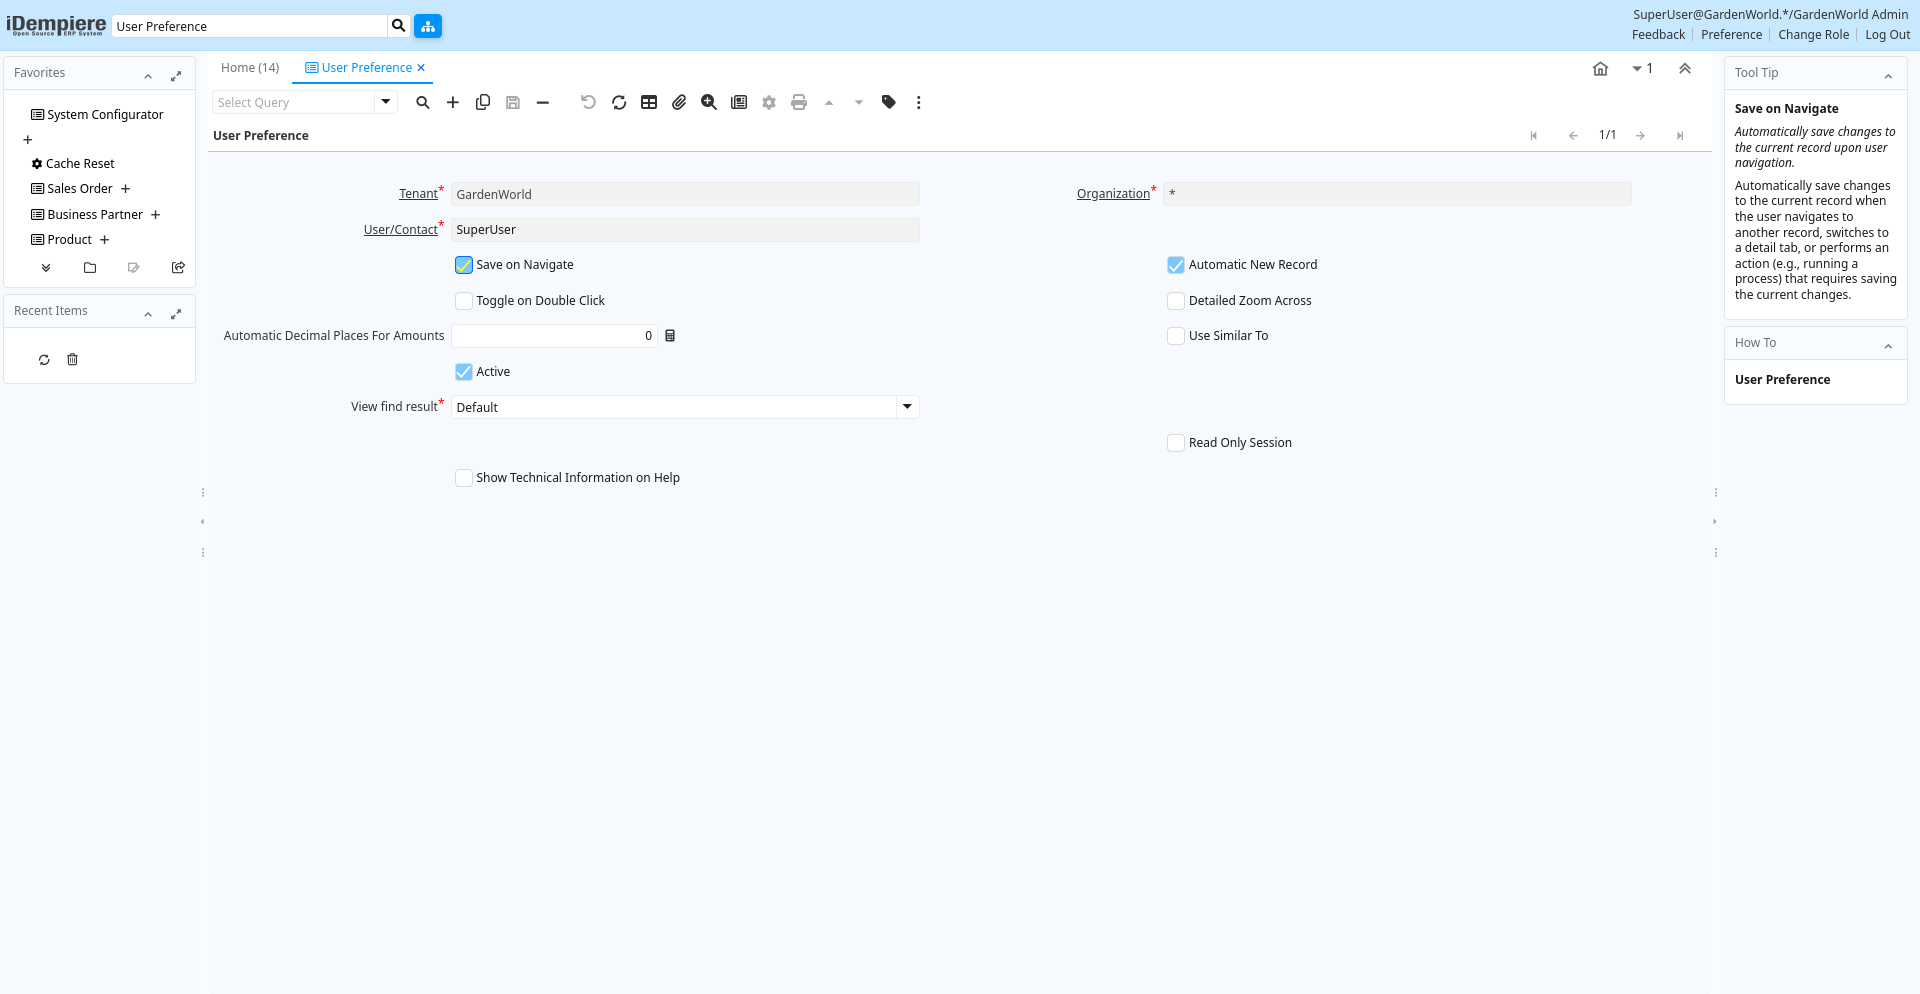 iDempiere
Open Source ERP System
User Preference
SuperUser@GardenWorld.*/GardenWorld Admin
Feedback
Preference
Change Role
Log Out
Favorites
System Configurator
+
Cache Reset
Sales Order +
Business Partner +
Product +
Recent Items
Home (14)
User Preference
1
Select Query
User Preference
1/1
Tenant*
GardenWorld
Organization*
*
User/Contact*
SuperUser
Save on Navigate
Automatic New Record
Toggle on Double Click
Detailed Zoom Across
Automatic Decimal Places For Amounts
0
Use Similar To
Active
View find result*
Default
Read Only Session
Show Technical Information on Help
Tool Tip
Save on Navigate
Automatically save changes to
the current record upon user
navigation.
Automatically save changes
to the current record when
the user navigates to
another record, switches to
a detail tab, or performs an
action (e.g., running a
process) that requires saving
the current changes.
How To
User Preference